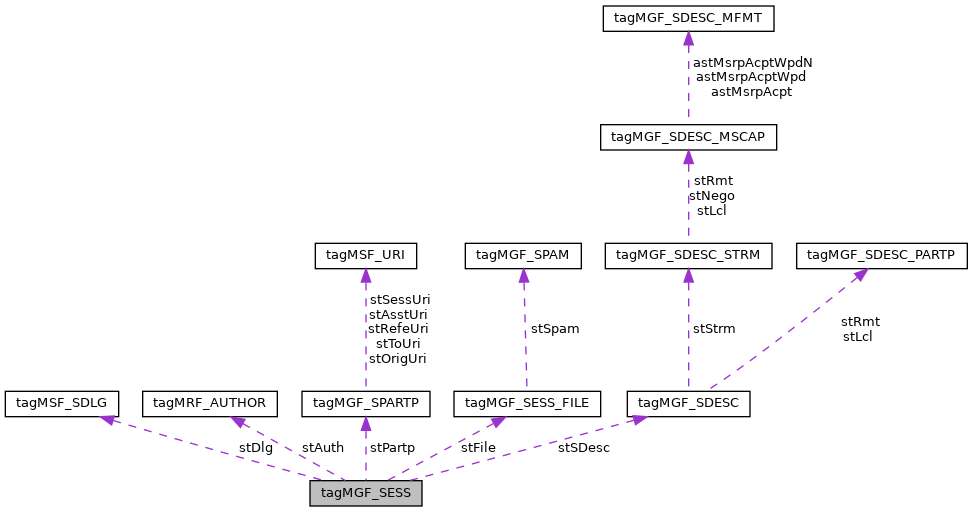 tagMGF_SDESC_MFMT
astMsrpAcptWpdN
astMsrpAcptWpd
astMsrpAcpt
tagMGF_SDESC_MSCAP
stRmt
stNego
stLcl
tagMSF_URI
tagMGF_SPAM
tagMGF_SDESC_STRM
tagMGF_SDESC_PARTP
stSessUri
stAsstUri
stRefeUri
stToUri
stOrigUri
stSpam
stStrm
stRmt
stLcl
tagMSF_SDLG
tagMRF_AUTHOR
tagMGF_SPARTP
tagMGF_SESS_FILE
tagMGF_SDESC
stDlg
stAuth
stPartp
stFile
stSDesc
tagMGF_SESS